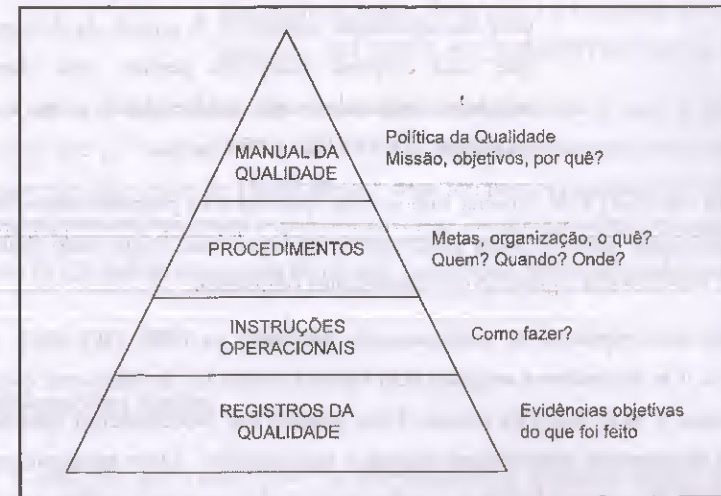 MANUAL DA
QUALIDADE
Política da Qualidade
Missão, objetivos, por quê?
PROCEDIMENTOS
Metas, organização, o quê?
Quem? Quando? Onde?
INSTRUÇÕES
OPERACIONAIS
Como fazer?
REGISTROS DA
QUALIDADE
Evidências objetivas
do que foi feito